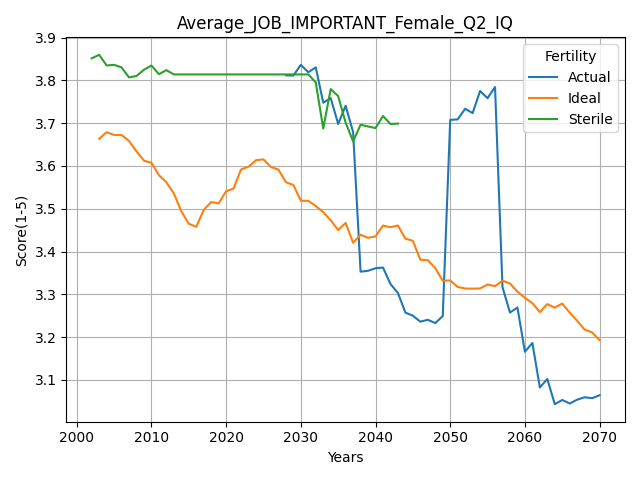 Average_JOB_IMPORTANT_Female_Q2_IQ
Score(1-5)
3.9
3.8
3.7
3.6
3.5
3.4
3.3
3.2
3.1
Fertility
Actual
Ideal
Sterile
2000 2010 2020 2030 2040 2050 2060 2070
Years